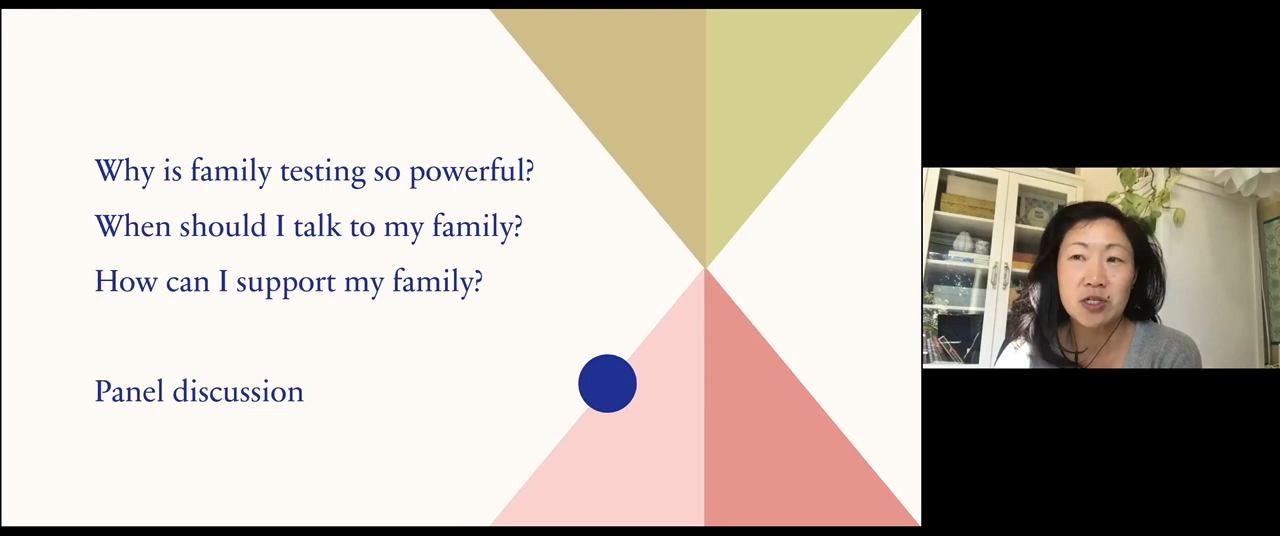 Why is family testing so powerful?
When should I talk to my family?
How can I support my family?
Panel discussion